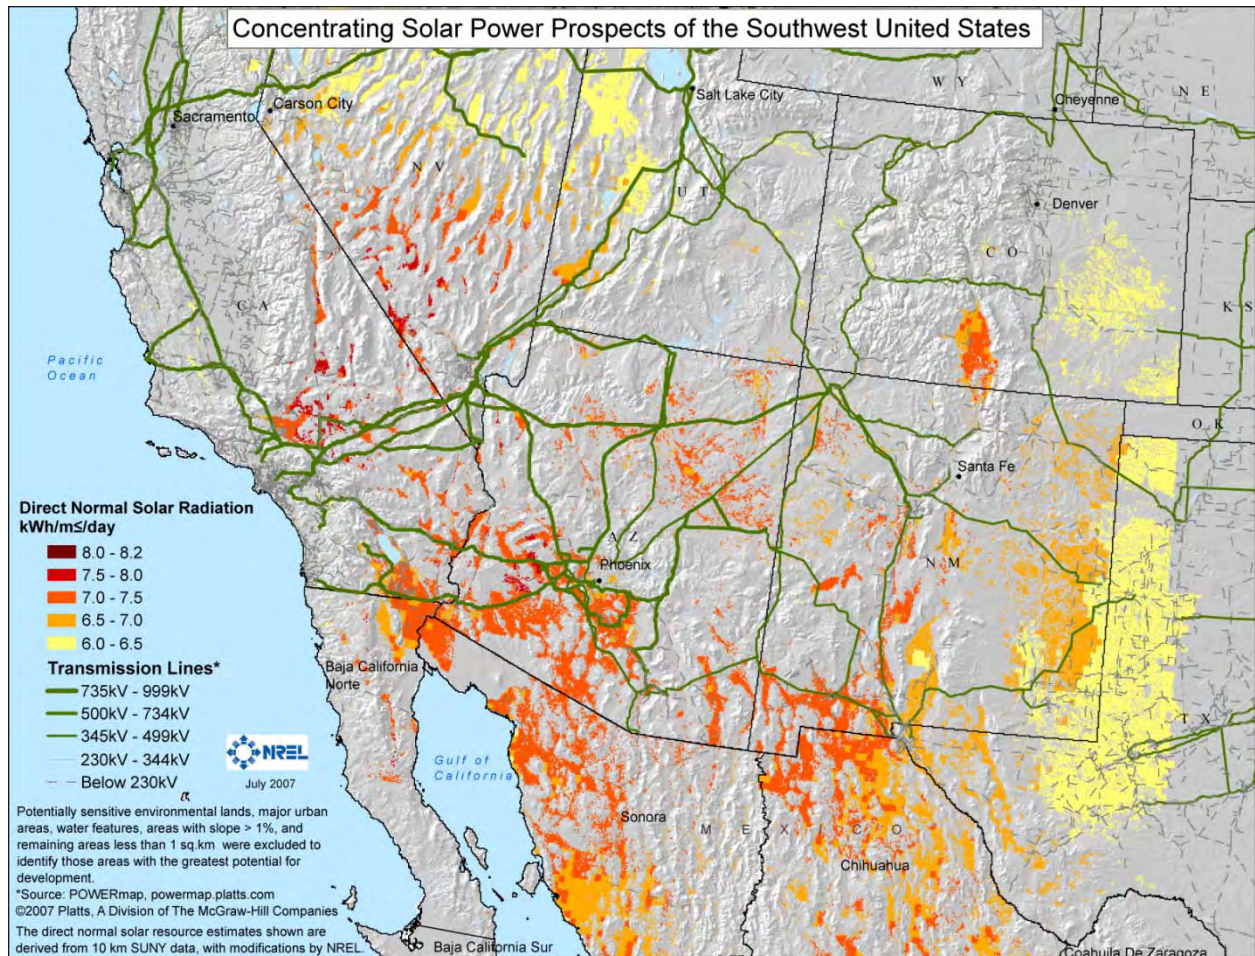 Concentrating Solar Power Prospects of the Southwest United States
Salt Lake City
W Y
Cheyenne
N E
Carson City
Sacramento
N V
U T
Denver
C O
C A
K S
Pacific
Ocean
O K
Santa Fe
A Z
Phoenix
N M
T X
Direct Normal Solar Radiation
kWh/m≤/day
8.0 - 8.2
7.5 - 8.0
7.0 - 7.5
6.5 - 7.0
6.0 - 6.5
Transmission Lines*
735kV - 999kV
500kV - 734kV
345kV - 499kV
230kV - 344kV
Below 230kV
Baja California
Norte
NREL
July 2007
Gulf of
California
Sonora
M E X I C O
Chihuahua
Potentially sensitive environmental lands, major urban
areas, water features, areas with slope > 1%, and
remaining areas less than 1 sq.km were excluded to
identify those areas with the greatest potential for
development.
*Source: POWERmap, powermap.platts.com
©2007 Platts, A Division of The McGraw-Hill Companies
The direct normal solar resource estimates shown are
derived from 10 km SUNY data, with modifications by NREL.
Baja California Sur
Coahuila De Zaragoza